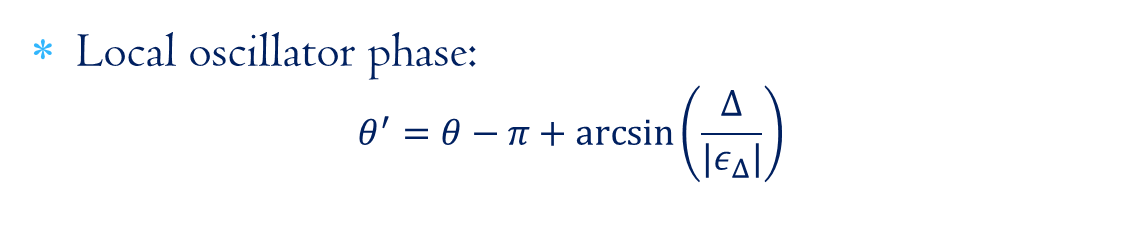 * Local oscillator phase:
θ′ = θ − π + arcsin(Δ/|ϵ_Δ|)